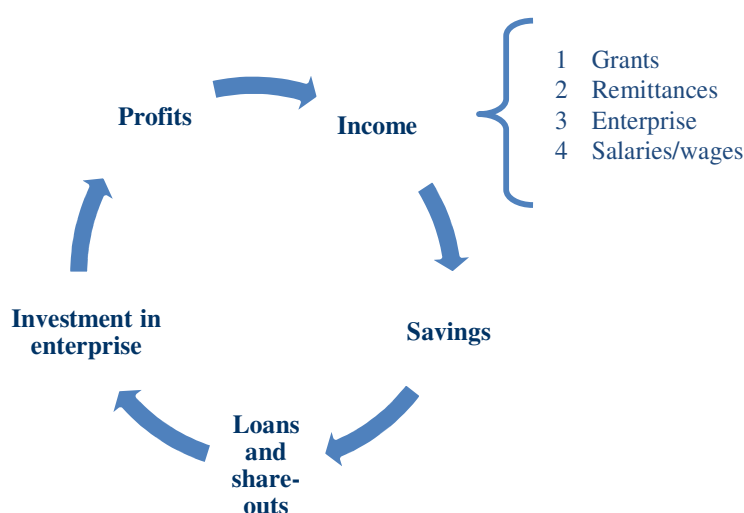 Profits
Income
1 Grants
2 Remittances
3 Enterprise
4 Salaries/wages
Savings
Loans
and
share-
outs
Investment in
enterprise